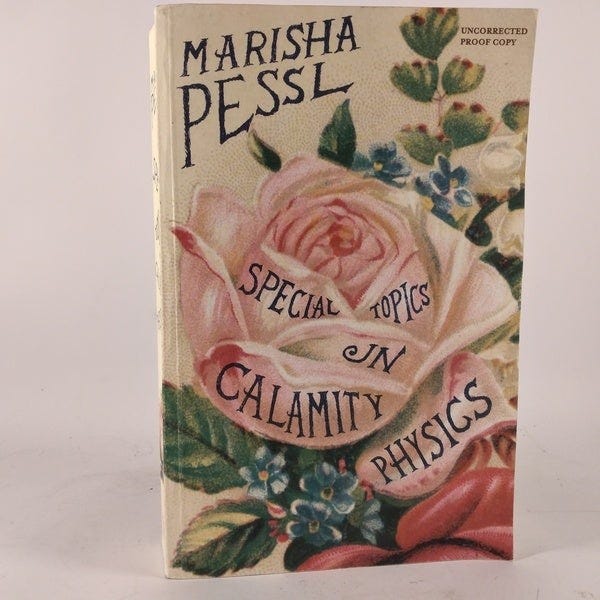 MARISHA
PESSL
UNCORRECTED
PROOF COPY
SPECIAL TOPICS
IN
CALAMITY
PHYSICS